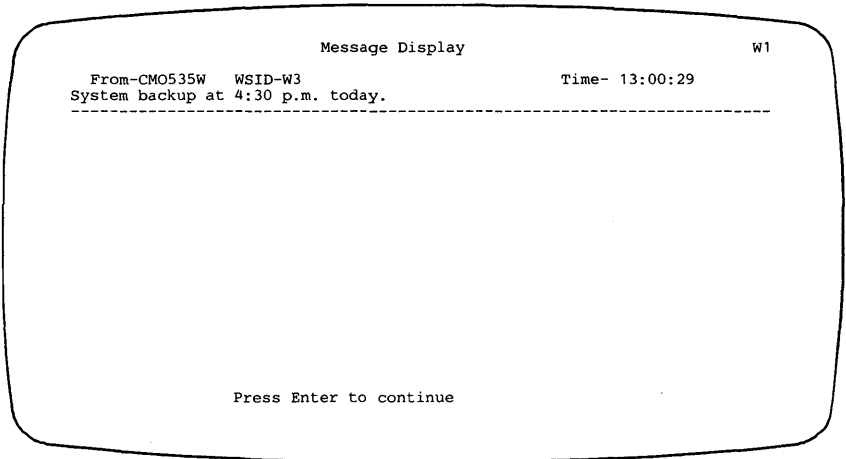 Message Display W1
From-CMO535W WSID-W3 Time- 13:00:29
System backup at 4:30 p.m. today.
----------------------------------------------------------------------
Press Enter to continue